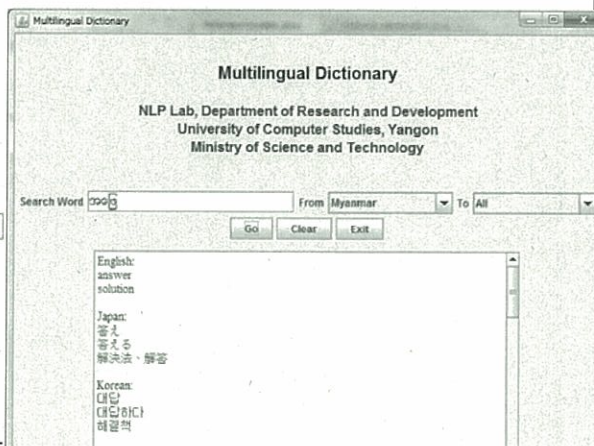 Multilingual Dictionary
Multilingual Dictionary
NLP Lab, Department of Research and Development
University of Computer Studies, Yangon
Ministry of Science and Technology
Search Word From Myanmar To All
Go Clear Exit
English:
answer
solution
Japan:
答え
答える
解決法、解答
Korean:
대답
대답하다
해결책